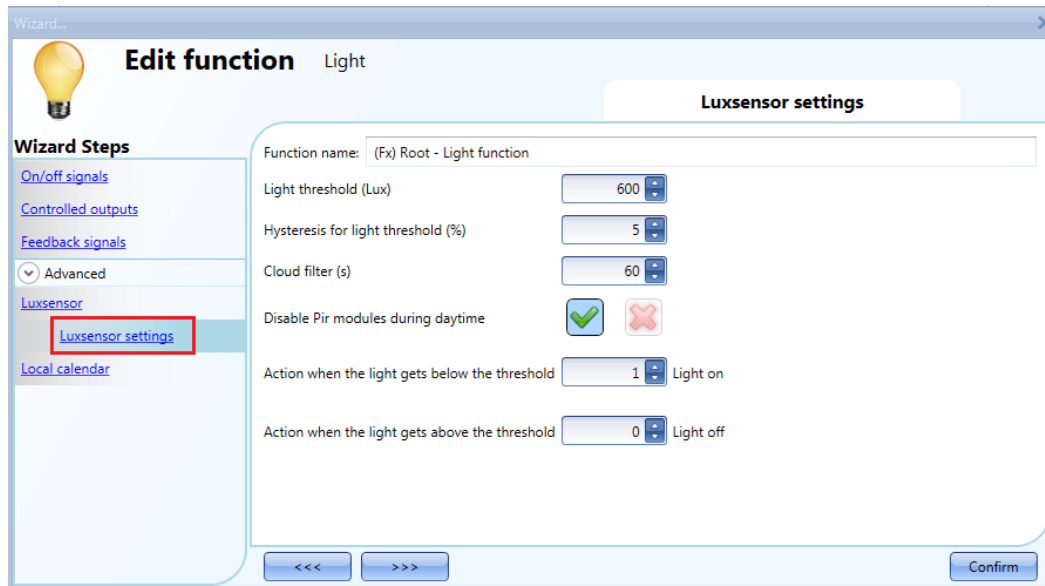 Wizard...
Edit function Light
Luxsensor settings
Wizard Steps
On/off signals
Controlled outputs
Feedback signals
Advanced
Luxsensor
Luxsensor settings
Local calendar
Function name: (Fx) Root - Light function
Light threshold (Lux) 600
Hysteresis for light threshold (%) 5
Cloud filter (s) 60
Disable Pir modules during daytime
Action when the light gets below the threshold 1 Light on
Action when the light gets above the threshold 0 Light off
<<< >>> Confirm